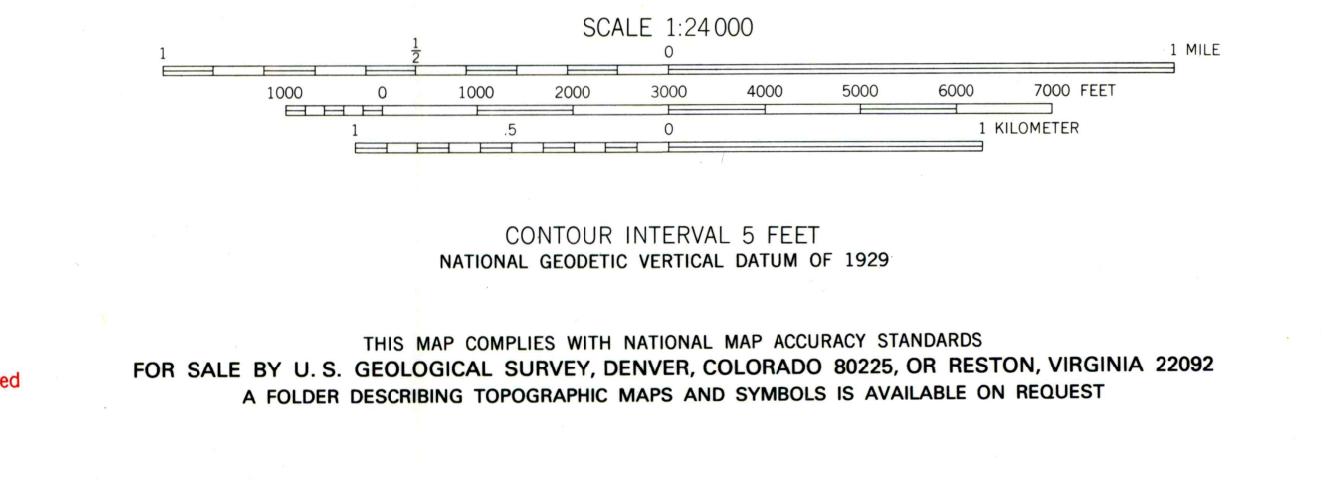 SCALE 1:24 000
1 ½ 0 1 MILE
1000 0 1000 2000 3000 4000 5000 6000 7000 FEET
1 .5 0 1 KILOMETER
CONTOUR INTERVAL 5 FEET
NATIONAL GEODETIC VERTICAL DATUM OF 1929
THIS MAP COMPLIES WITH NATIONAL MAP ACCURACY STANDARDS
FOR SALE BY U. S. GEOLOGICAL SURVEY, DENVER, COLORADO 80225, OR RESTON, VIRGINIA 22092
ed
A FOLDER DESCRIBING TOPOGRAPHIC MAPS AND SYMBOLS IS AVAILABLE ON REQUEST